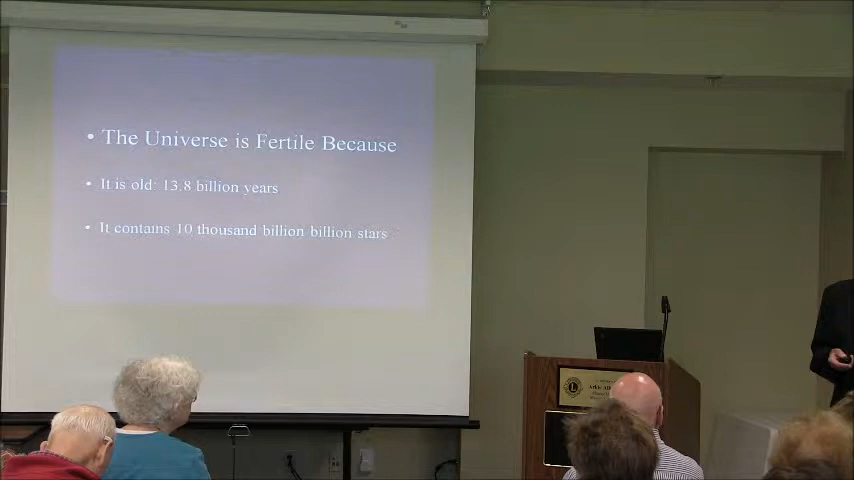 • The Universe is Fertile Because
• It is old: 13.8 billion years
• It contains 10 thousand billion billion stars
L